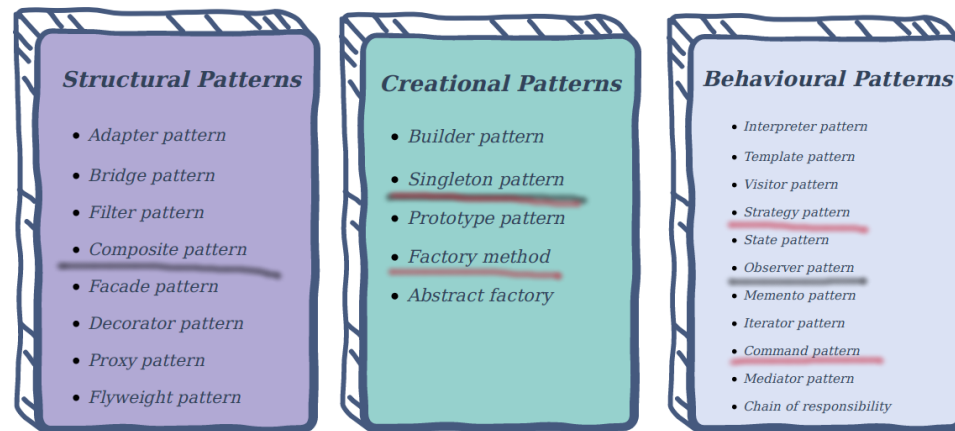 Structural Patterns
Adapter pattern
Bridge pattern
Filter pattern
Composite pattern
Facade pattern
Decorator pattern
Proxy pattern
Flyweight pattern
Creational Patterns
Builder pattern
Singleton pattern
Prototype pattern
Factory method
Abstract factory
Behavioural Patterns
Interpreter pattern
Template pattern
Visitor pattern
Strategy pattern
State pattern
Observer pattern
Memento pattern
Iterator pattern
Command pattern
Mediator pattern
Chain of responsibility